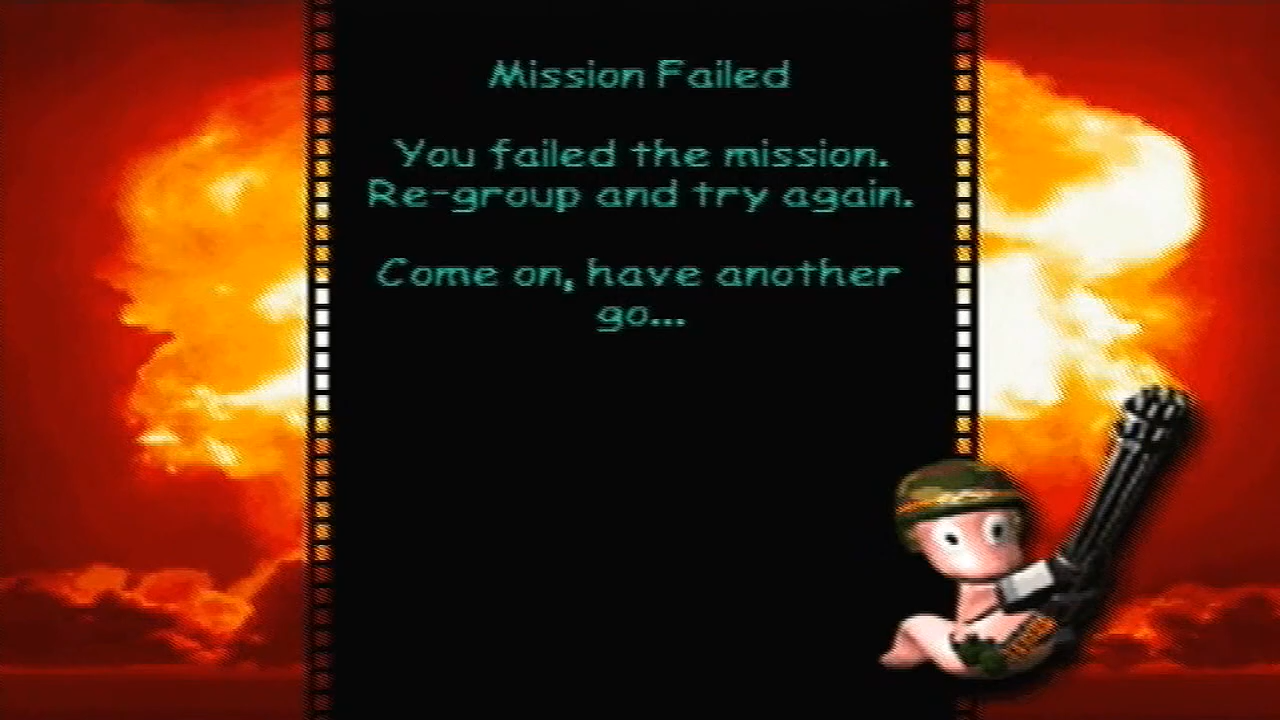 Mission Failed
You failed the mission.
Re-group and try again.
Come on, have another
go...